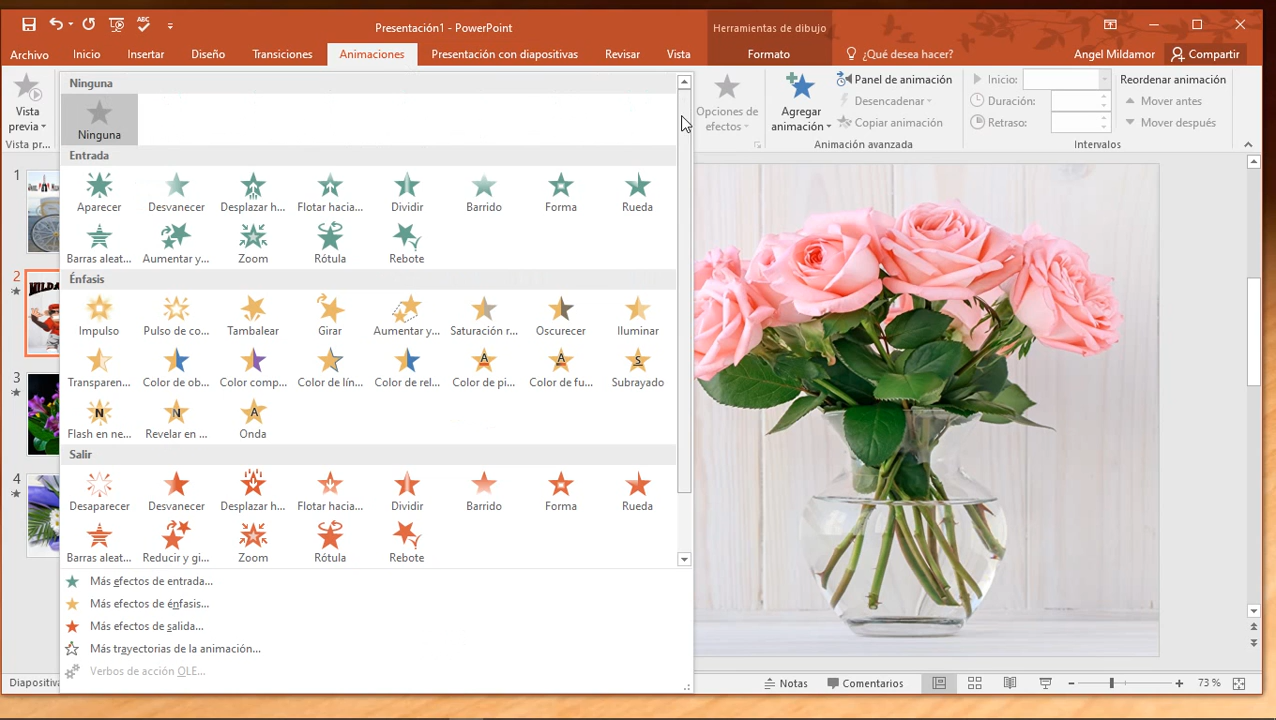 Presentación1 - PowerPoint
Herramientas de dibujo
Archivo Inicio Insertar Diseño Transiciones Animaciones Presentación con diapositivas Revisar Vista Formato ¿Qué desea hacer? Angel Mildamor Compartir
Vista previa
Vista pr...
Ninguna
Ninguna
Entrada
Aparecer Desvanecer Desplazar h... Flotar hacia... Dividir Barrido Forma Rueda
Barras aleat... Aumentar y... Zoom Rótula Rebote
Énfasis
Impulso Pulso de co... Tambalear Girar Aumentar y... Saturación r... Oscurecer Iluminar
Transparen... Color de ob... Color comp... Color de lín... Color de rel... Color de pi... Color de fu... Subrayado
Flash en ne... Revelar en ... Onda
Salir
Desaparecer Desvanecer Desplazar h... Flotar hacia... Dividir Barrido Forma Rueda
Barras aleat... Reducir y gi... Zoom Rótula Rebote
Más efectos de entrada...
Más efectos de énfasis...
Más efectos de salida...
Más trayectorias de la animación...
Verbos de acción OLE...
Opciones de efectos
Agregar animación
Panel de animación
Desencadenar
Copiar animación
Animación avanzada
Inicio:
Duración:
Retraso:
Reordenar animación
Mover antes
Mover después
Intervalos
1
2
3
4
Notas Comentarios 73 %